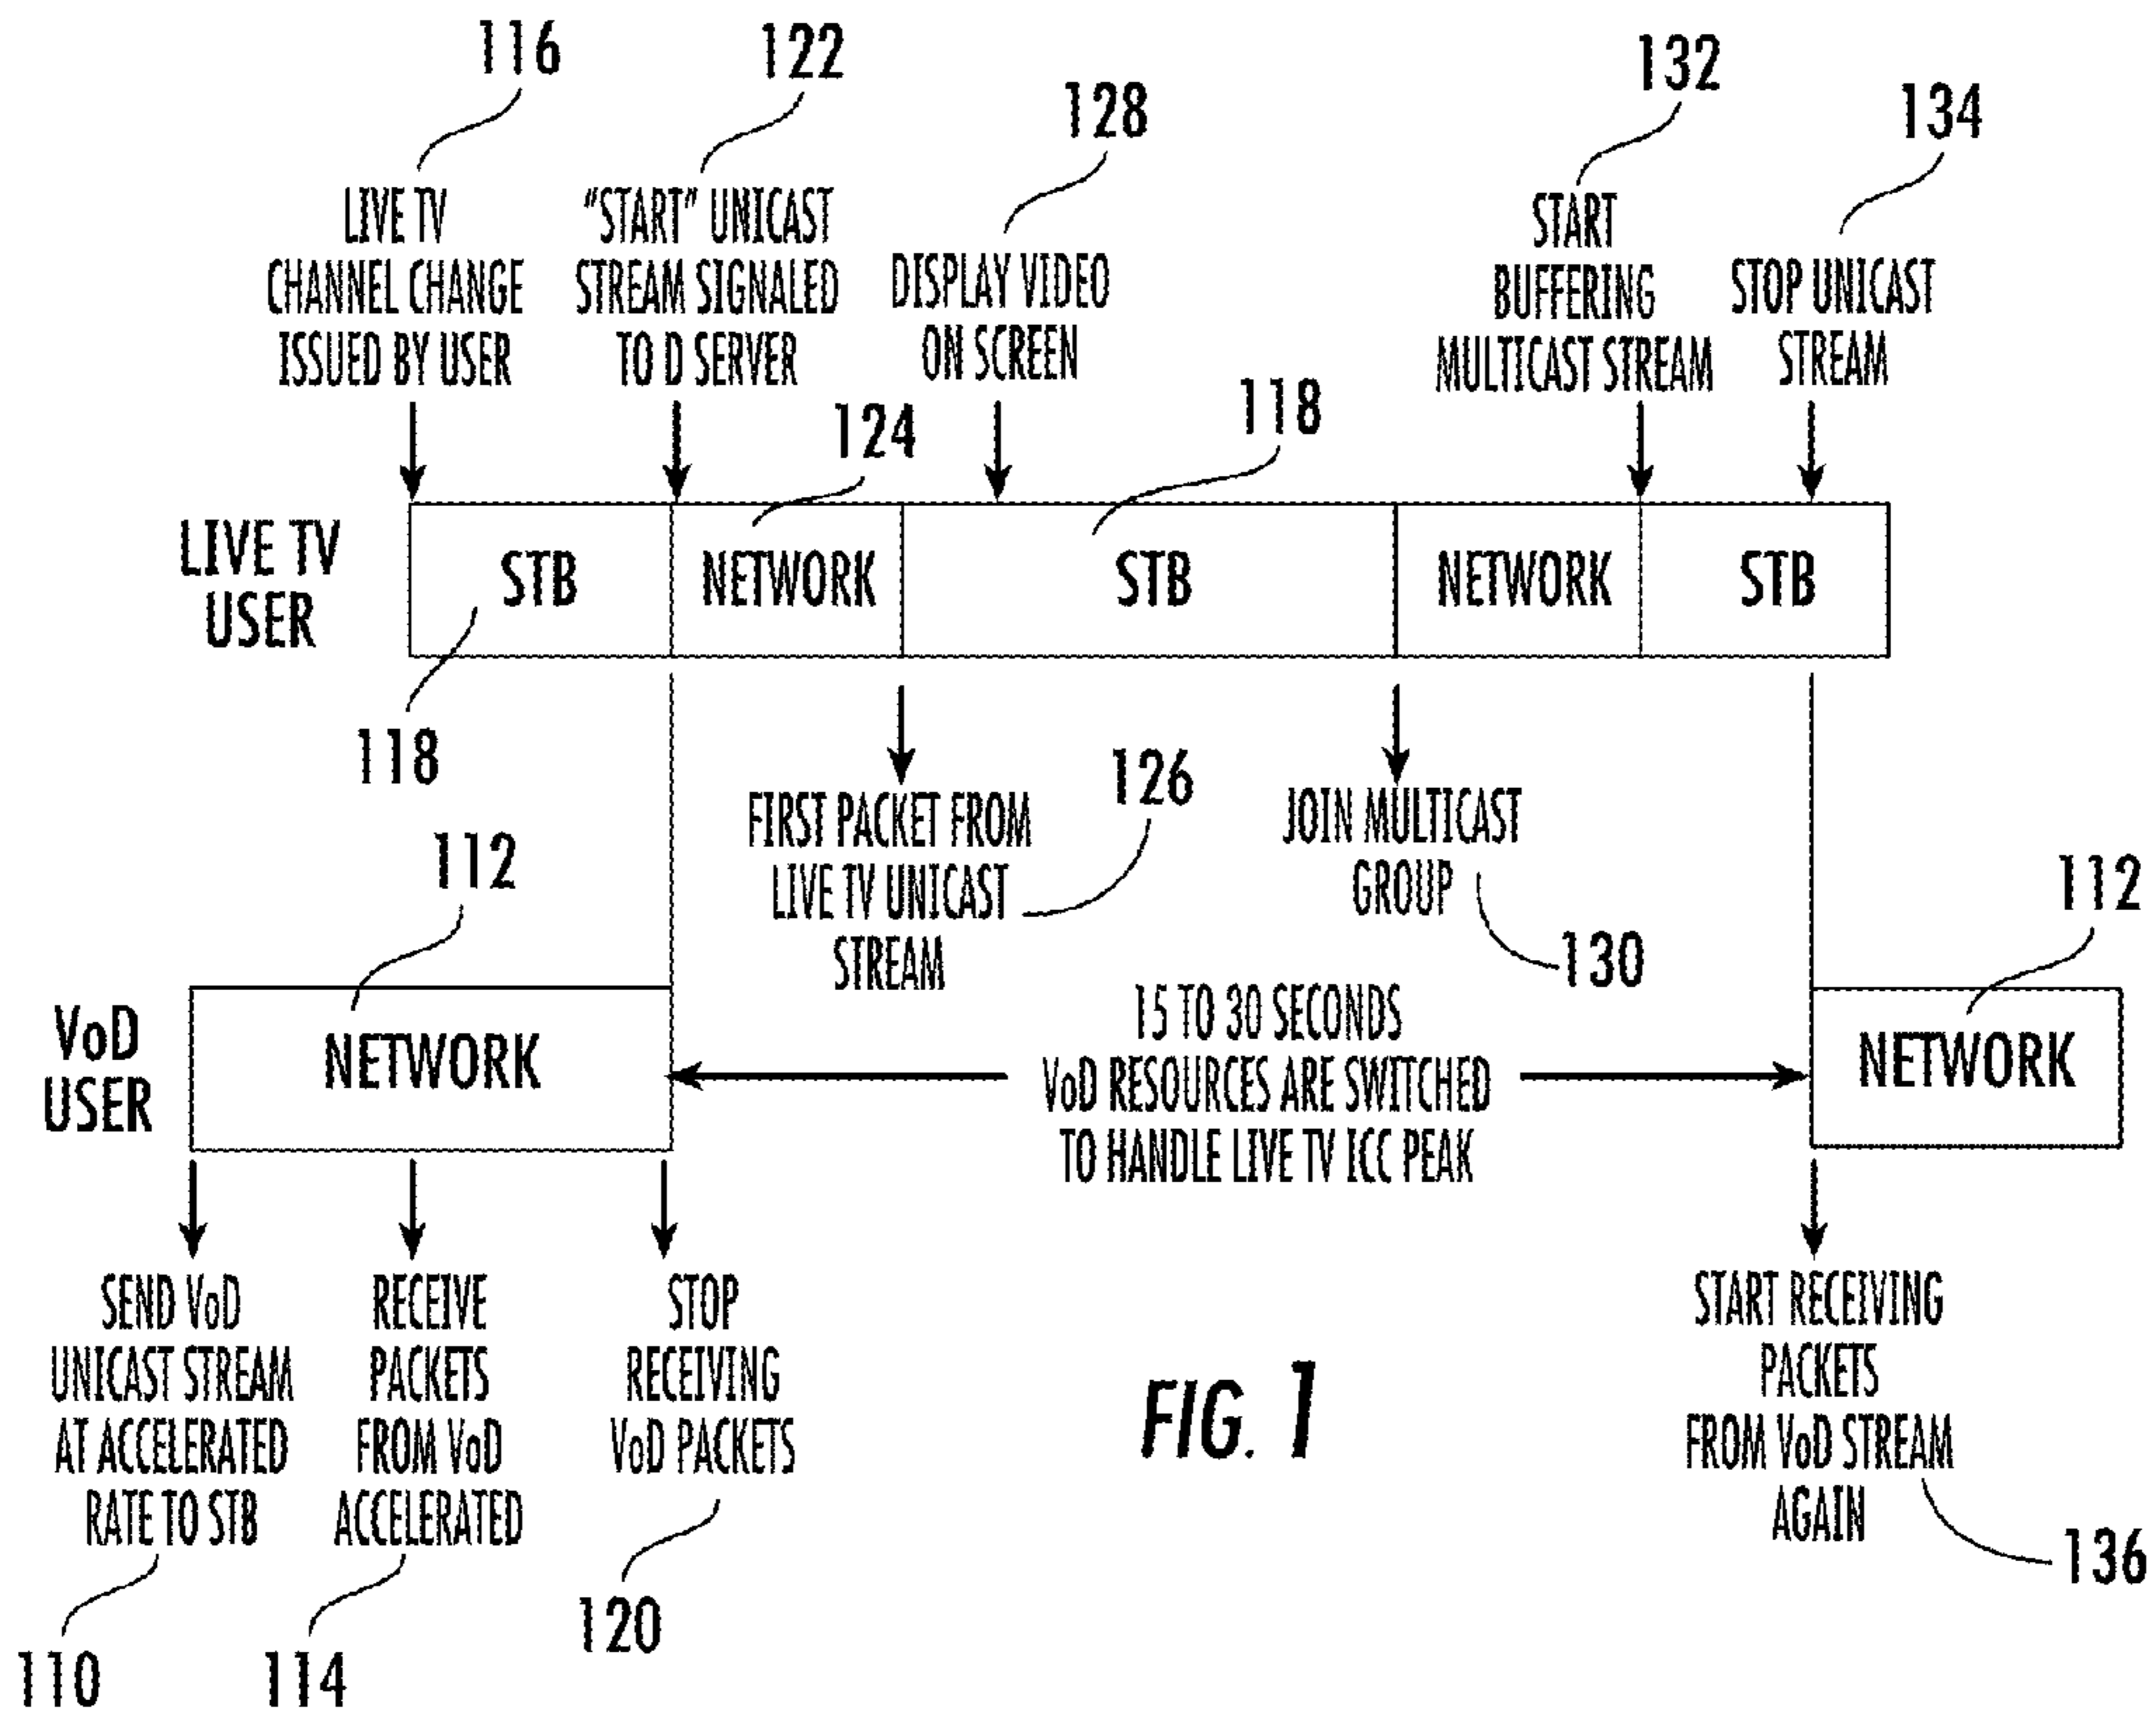 116
122
128
132
134
LIVE TV
CHANNEL CHANGE
ISSUED BY USER
"START" UNICAST
STREAM SIGNALED
TO D SERVER
DISPLAY VIDEO
ON SCREEN
START
BUFFERING
MULTICAST STREAM
STOP UNICAST
STREAM
124
118
LIVE TV
USER
STB
NETWORK
STB
NETWORK
STB
118
FIRST PACKET FROM
LIVE TV UNICAST
STREAM
126
JOIN MULTICAST
GROUP
130
112
112
VoD
USER
NETWORK
15 TO 30 SECONDS
VoD RESOURCES ARE SWITCHED
TO HANDLE LIVE TV ICC PEAK
NETWORK
SEND VoD
UNICAST STREAM
AT ACCELERATED
RATE TO STB
RECEIVE
PACKETS
FROM VoD
ACCELERATED
STOP
RECEIVING
VoD PACKETS
START RECEIVING
PACKETS
FROM VoD STREAM
AGAIN
110
114
120
136
FIG. 1